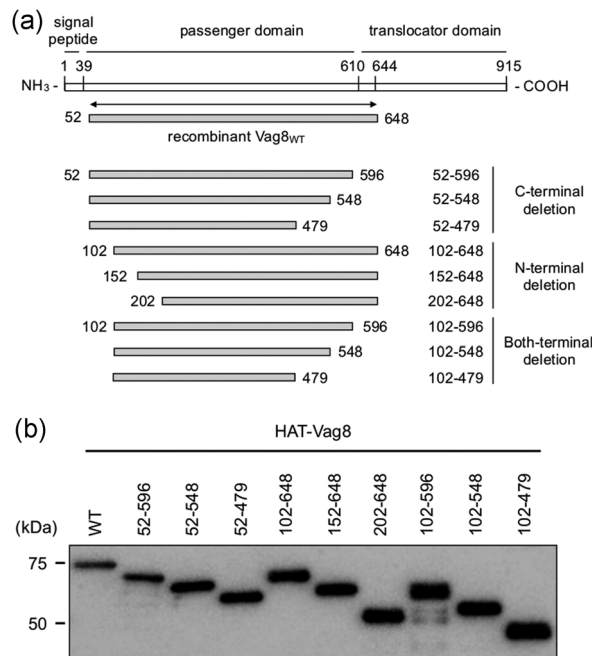 (a)
signal peptide passenger domain translocator domain
1 39 610 644 915
NH3 - - COOH
52 648
recombinant Vag8WT
52 596 52-596
548 52-548
479 52-479
C-terminal deletion
102 648 102-648
152 152-648
202 202-648
N-terminal deletion
102 596 102-596
548 102-548
479 102-479
Both-terminal deletion
(b)
HAT-Vag8
(kDa) WT 52-596 52-548 52-479 102-648 152-648 202-648 102-596 102-548 102-479
75 –
50 –